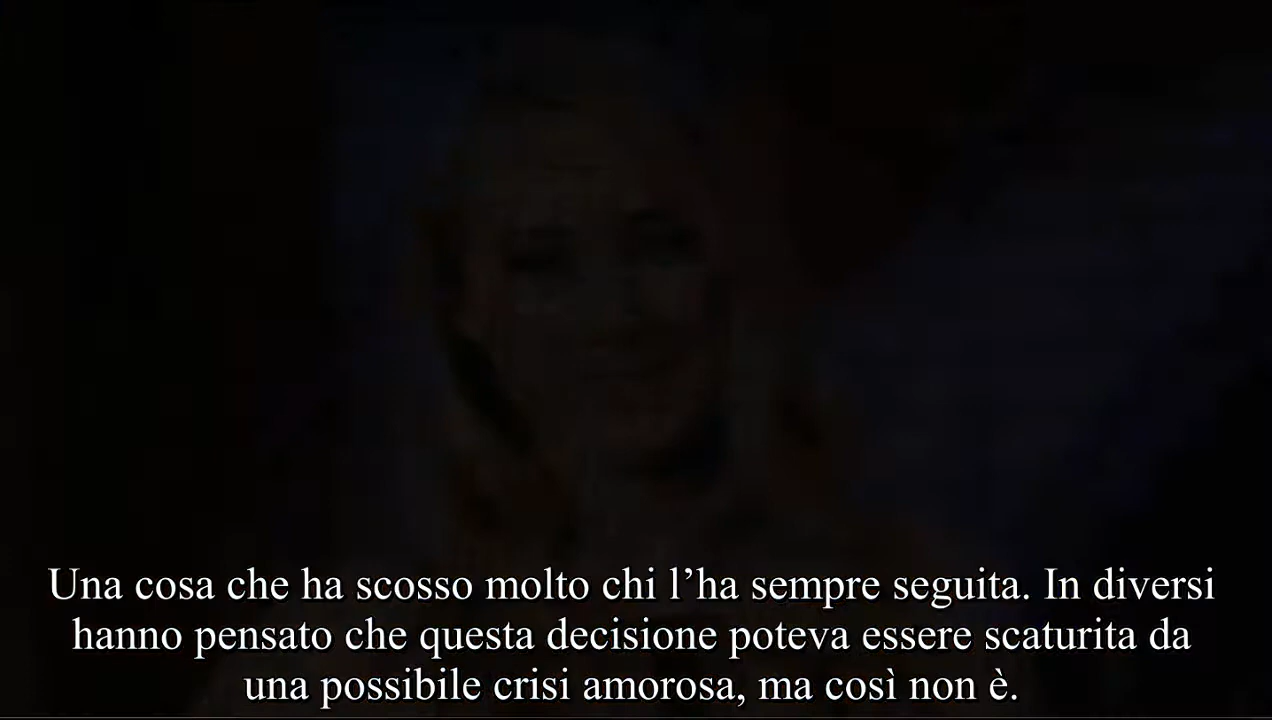 Una cosa che ha scosso molto chi l’ha sempre seguita. In diversi
hanno pensato che questa decisione poteva essere scaturita da
una possibile crisi amorosa, ma così non è.